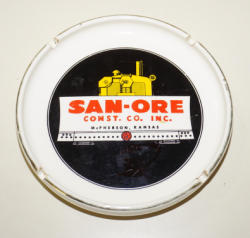 SAN-ORE
CONST. CO. INC.
McPHERSON, KANSAS